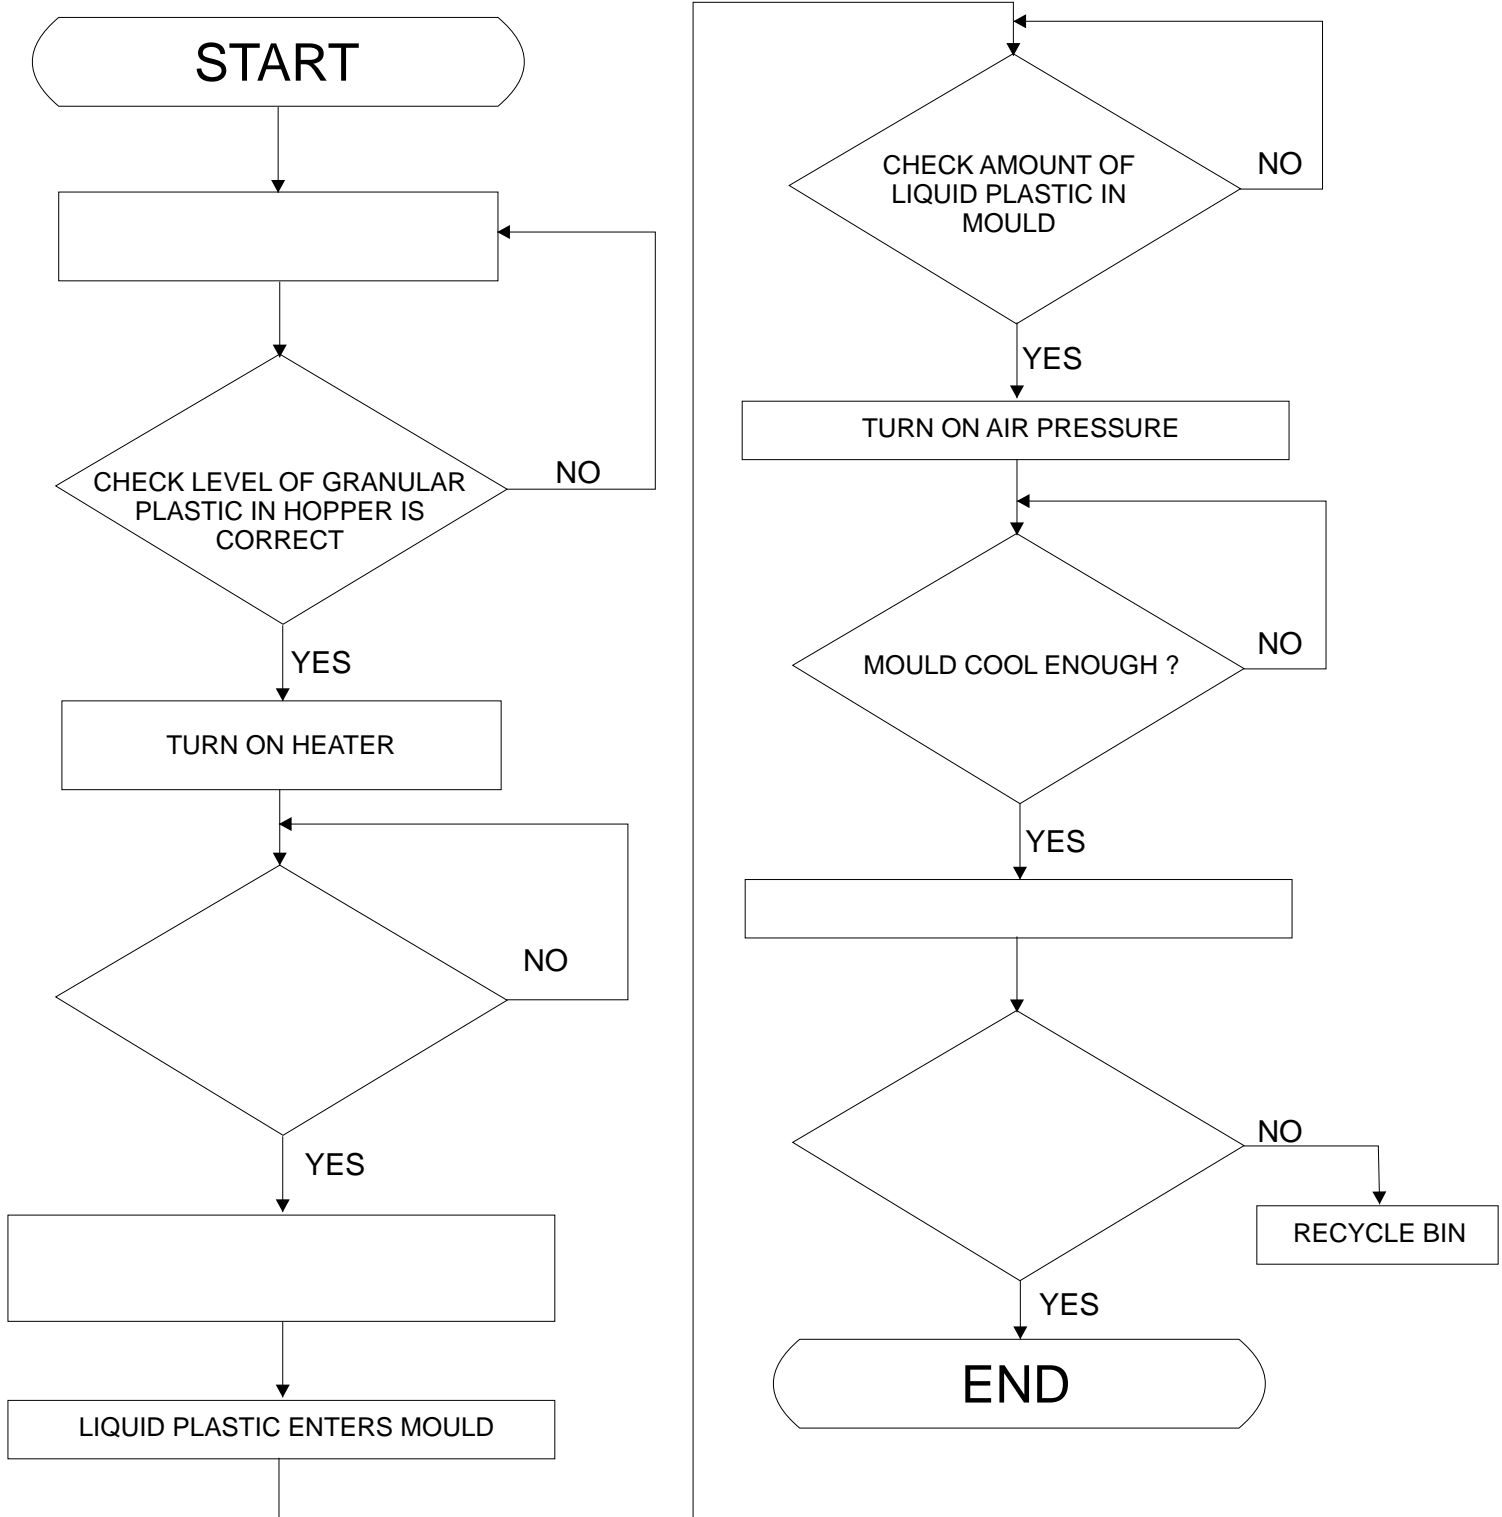 START
CHECK LEVEL OF GRANULAR
PLASTIC IN HOPPER IS
CORRECT
NO
YES
TURN ON HEATER
NO
YES
LIQUID PLASTIC ENTERS MOULD
CHECK AMOUNT OF
LIQUID PLASTIC IN
MOULD
NO
YES
TURN ON AIR PRESSURE
MOULD COOL ENOUGH ?
NO
YES
NO
RECYCLE BIN
YES
END